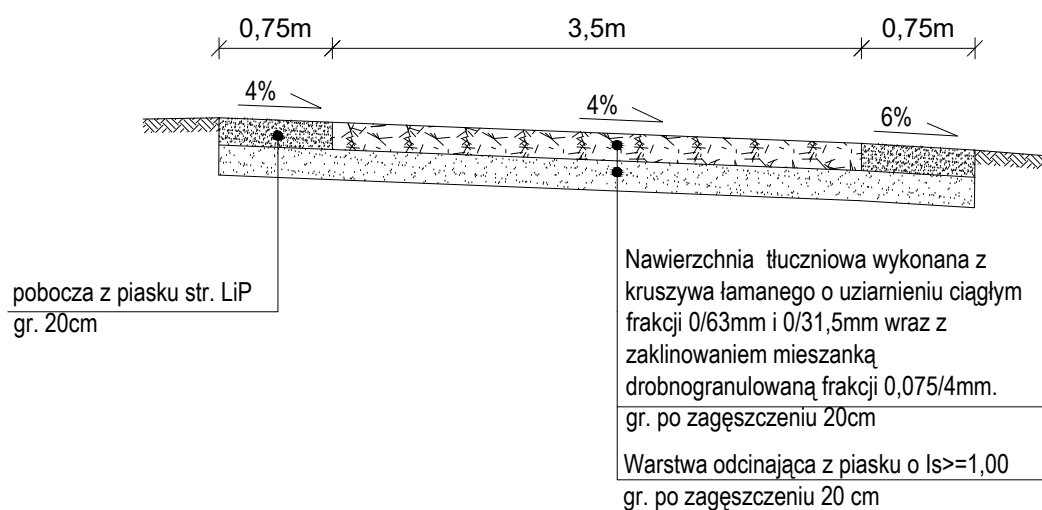 0,75m
3,5m
0,75m
4%
4%
6%
pobocza z piasku str. LiP
gr. 20cm
Nawierzchnia tłuczniowa wykonana z
kruszywa łamanego o uziarnieniu ciągłym
frakcji 0/63mm i 0/31,5mm wraz z
zaklinowaniem mieszanką
drobnogranulowaną frakcji 0,075/4mm.
gr. po zagęszczeniu 20cm
Warstwa odcinająca z piasku o Is>=1,00
gr. po zagęszczeniu 20 cm